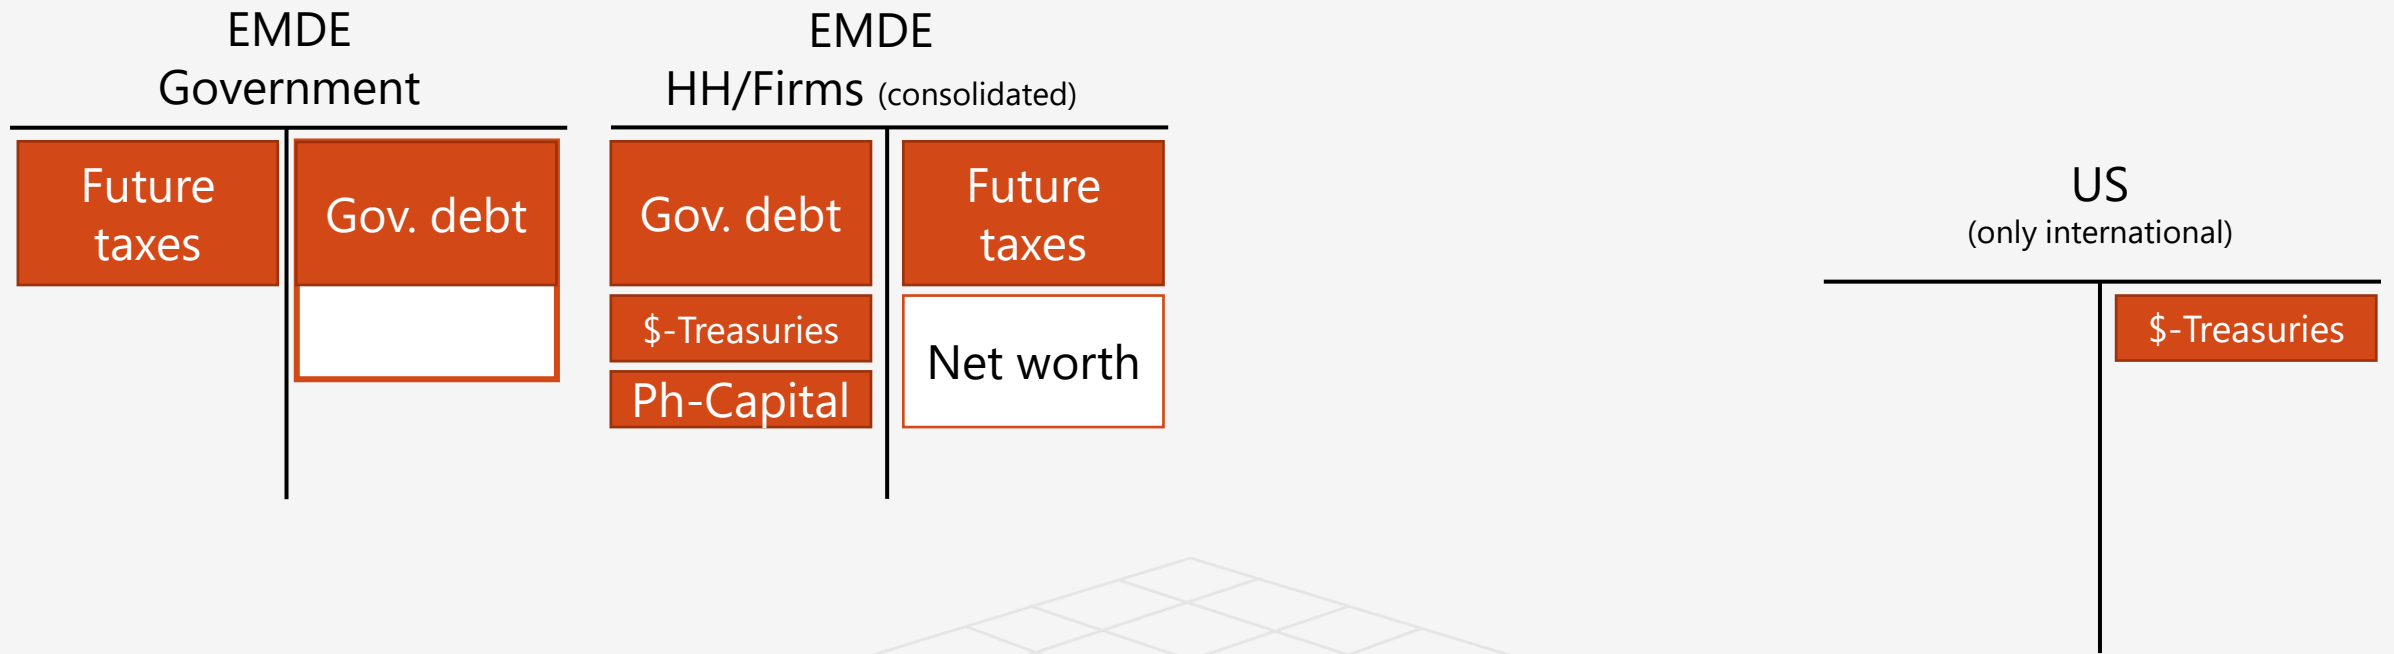 EMDE
Government
Future
taxes
Gov. debt
EMDE
HH/Firms (consolidated)
Gov. debt
$-Treasuries
Ph-Capital
Future
taxes
Net worth
US
(only international)
$-Treasuries